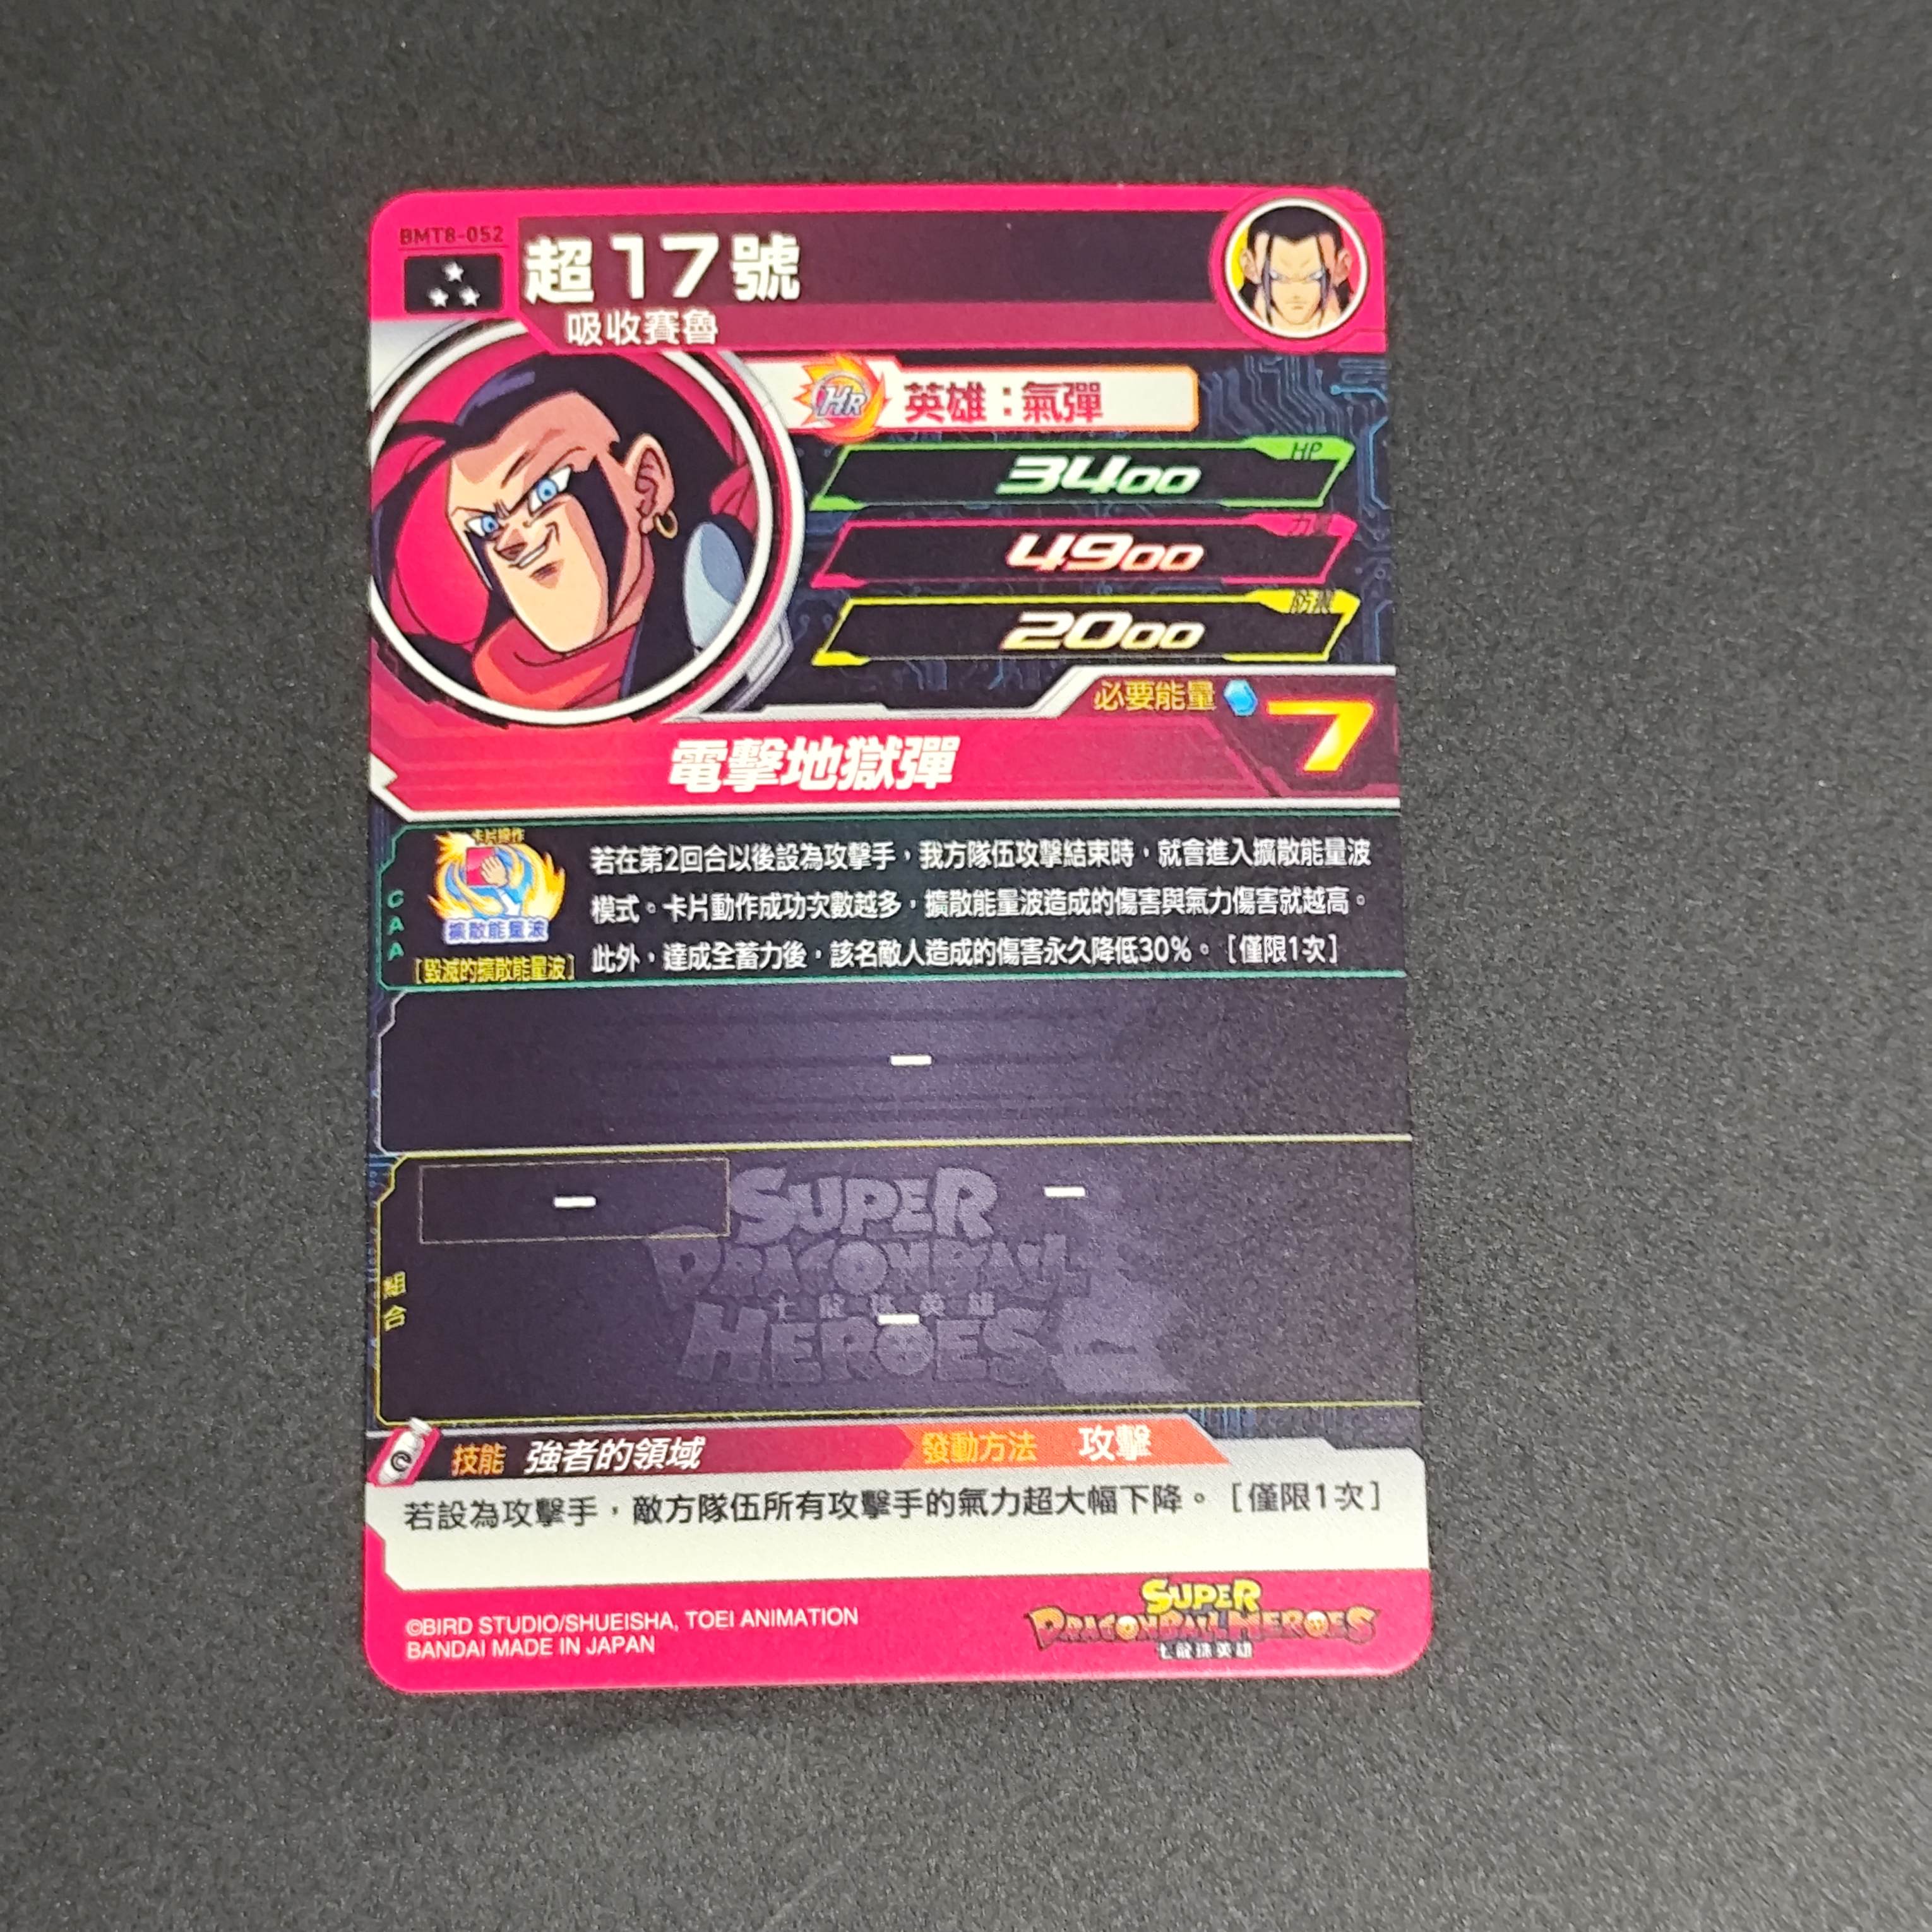 BMT8-052
超17號
吸收賽魯
HR 英雄：氣彈
HP
3400
力量
4900
防禦
2000
必要能量 7
電擊地獄彈
CAA
卡片操作
擴散能量波
[毀滅的擴散能量波]
若在第2回合以後設為攻擊手，我方隊伍攻擊結束時，就會進入擴散能量波
模式。卡片動作成功次數越多，擴散能量波造成的傷害與氣力傷害就越高。
此外，達成全蓄力後，該名敵人造成的傷害永久降低30%。[僅限1次]
-
- -
SUPER
DRAGONBALL
七龍珠英雄
HEROES
組合
-
技能 強者的領域 發動方法 攻擊
若設為攻擊手，敵方隊伍所有攻擊手的氣力超大幅下降。[僅限1次]
©BIRD STUDIO/SHUEISHA, TOEI ANIMATION
BANDAI MADE IN JAPAN
SUPER
DRAGONBALL HEROES
七龍珠英雄